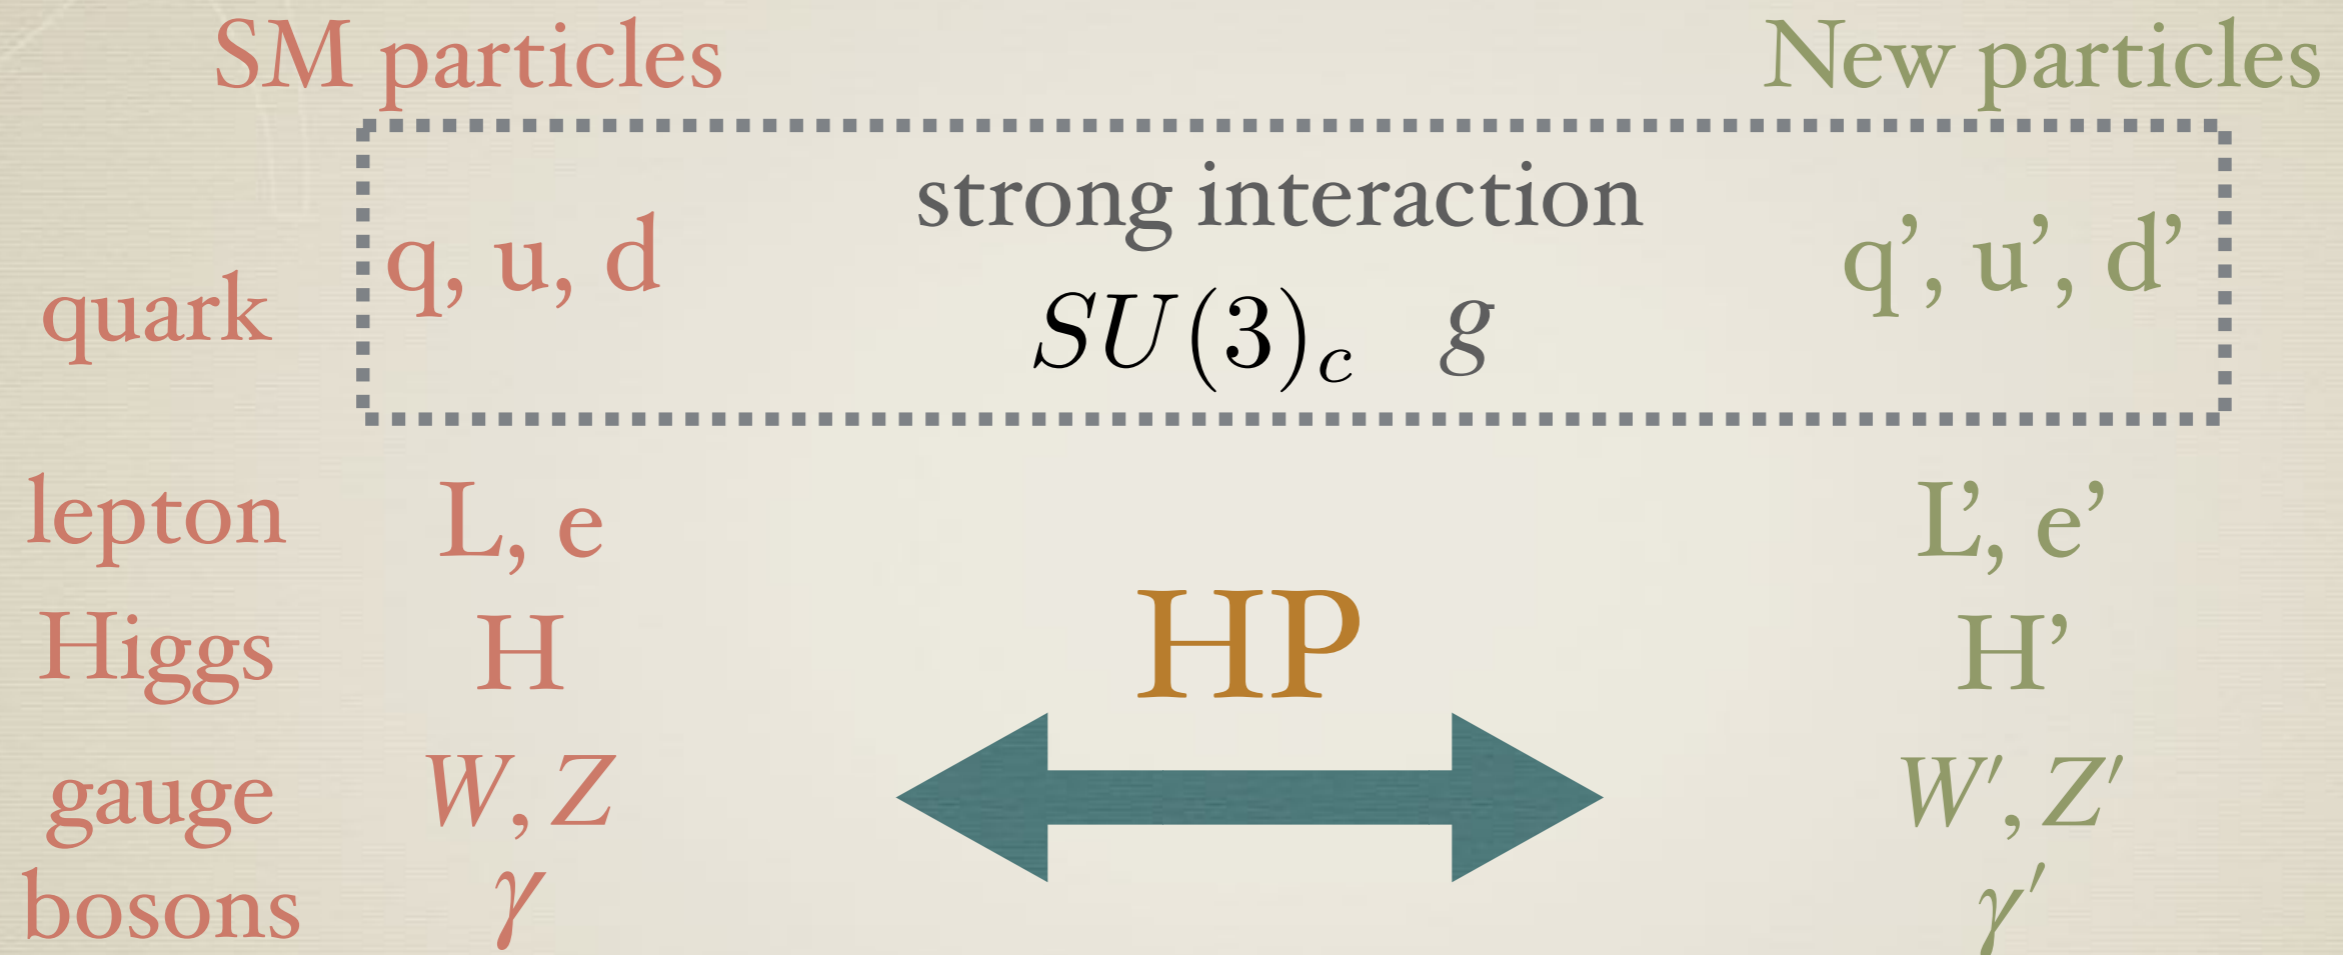 SM particles New particles
strong interaction
quark q, u, d q’, u’, d’
SU(3)c g
lepton L, e L’, e’
HP
Higgs H H’
gauge W, Z W′, Z′
bosons γ γ′